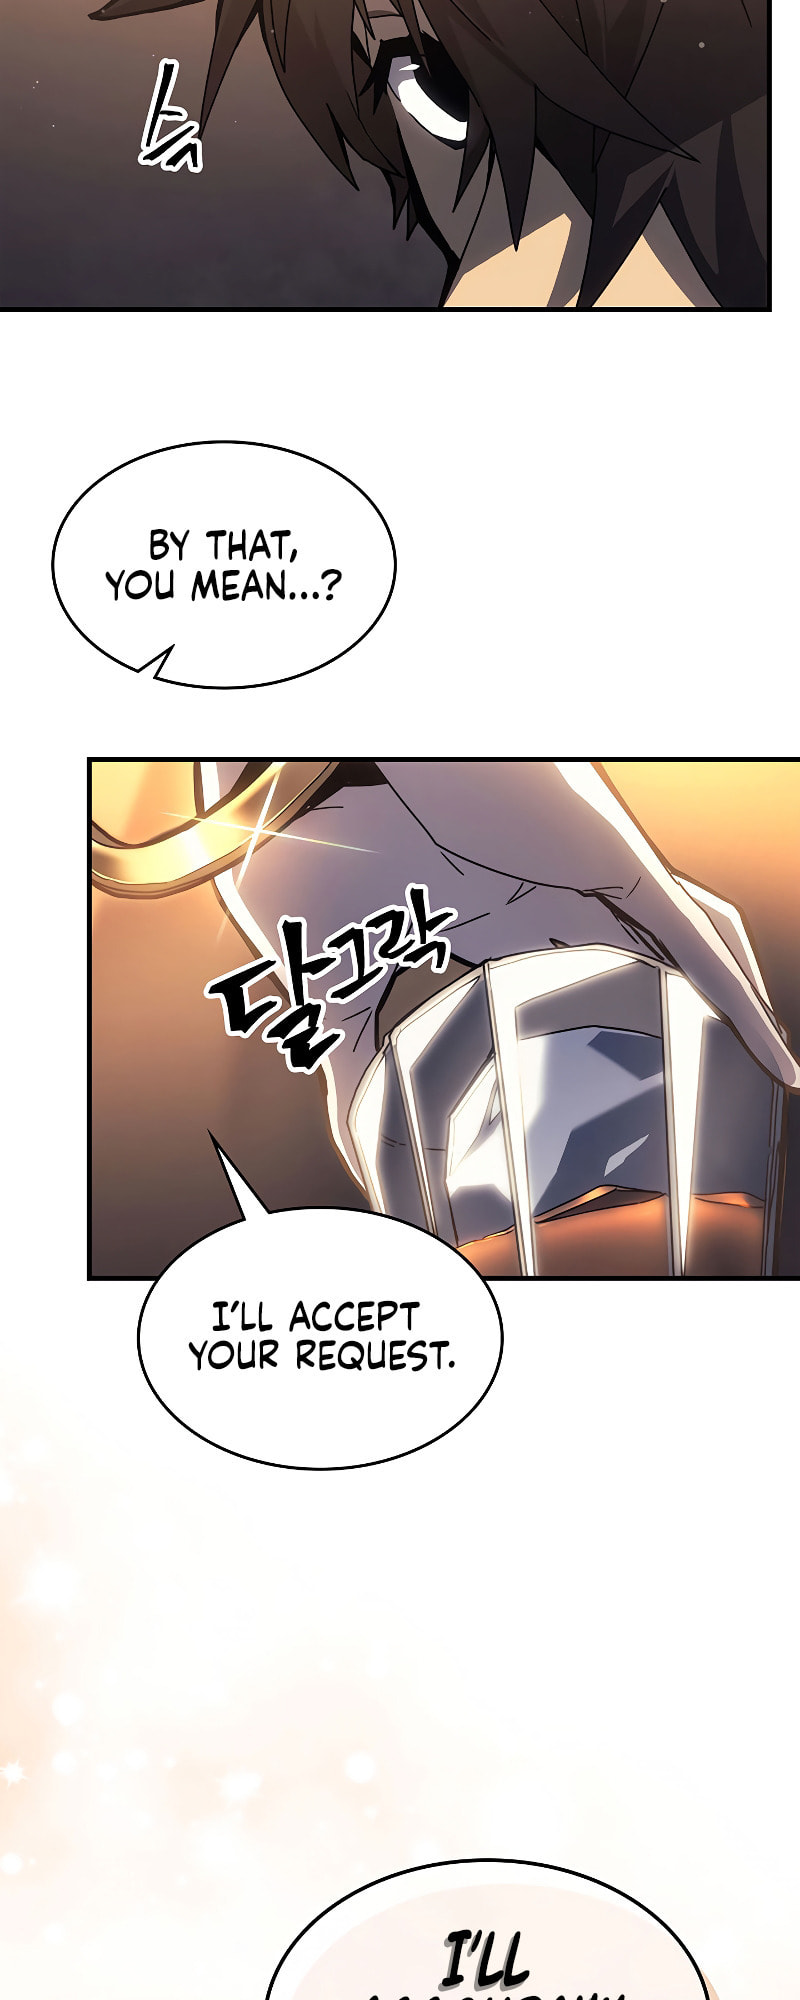 스윽
BY THAT,
YOU MEAN...?
달그락
I'LL ACCEPT
YOUR REQUEST.
I'LL